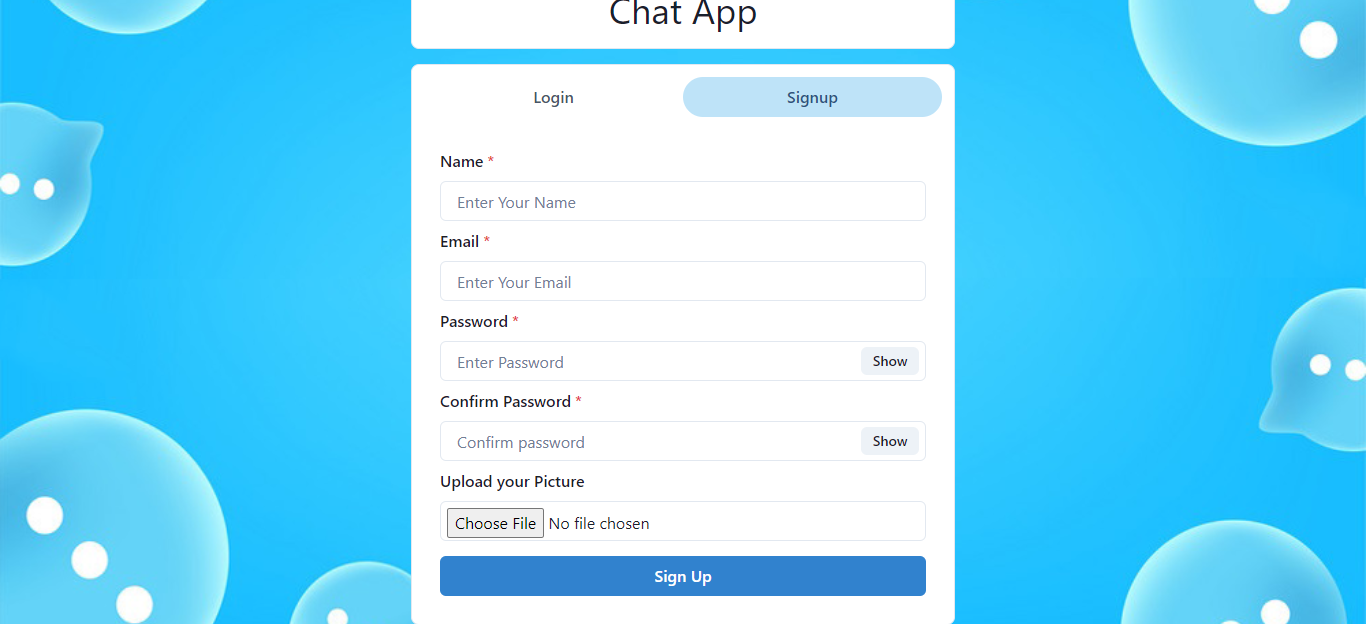 Chat App
Login Signup
Name *
Enter Your Name
Email *
Enter Your Email
Password *
Enter Password Show
Confirm Password *
Confirm password Show
Upload your Picture
Choose File No file chosen
Sign Up